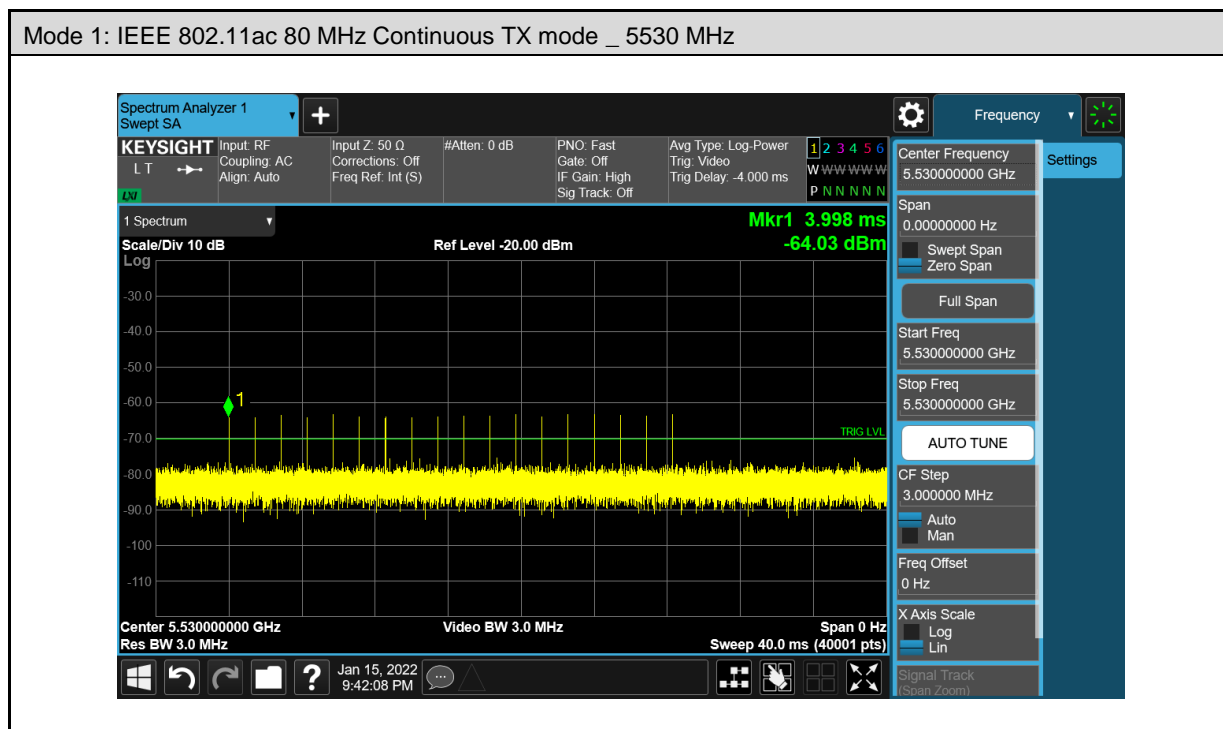 Mode 1: IEEE 802.11ac 80 MHz Continuous TX mode _ 5530 MHz
Spectrum Analyzer 1
Swept SA
+
Frequency
KEYSIGHT
LT
LXI
Input: RF
Coupling: AC
Align: Auto
Input Z: 50 Ω
Corrections: Off
Freq Ref: Int (S)
#Atten: 0 dB
PNO: Fast
Gate: Off
IF Gain: High
Sig Track: Off
Avg Type: Log-Power
Trig: Video
Trig Delay: -4.000 ms
1 2 3 4 5 6
W W W W W W
P N N N N N
1 Spectrum
Scale/Div 10 dB
Ref Level -20.00 dBm
Mkr1 3.998 ms
-64.03 dBm
Log
-30.0
-40.0
-50.0
-60.0
1
-70.0
TRIG LVL
-80.0
-90.0
-100
-110
Center 5.530000000 GHz
Video BW 3.0 MHz
Span 0 Hz
Res BW 3.0 MHz
Sweep 40.0 ms (40001 pts)
?
Jan 15, 2022
9:42:08 PM
Center Frequency
5.530000000 GHz
Settings
Span
0.00000000 Hz
Swept Span
Zero Span
Full Span
Start Freq
5.530000000 GHz
Stop Freq
5.530000000 GHz
AUTO TUNE
CF Step
3.000000 MHz
Auto
Man
Freq Offset
0 Hz
X Axis Scale
Log
Lin
Signal Track
(Span Zoom)